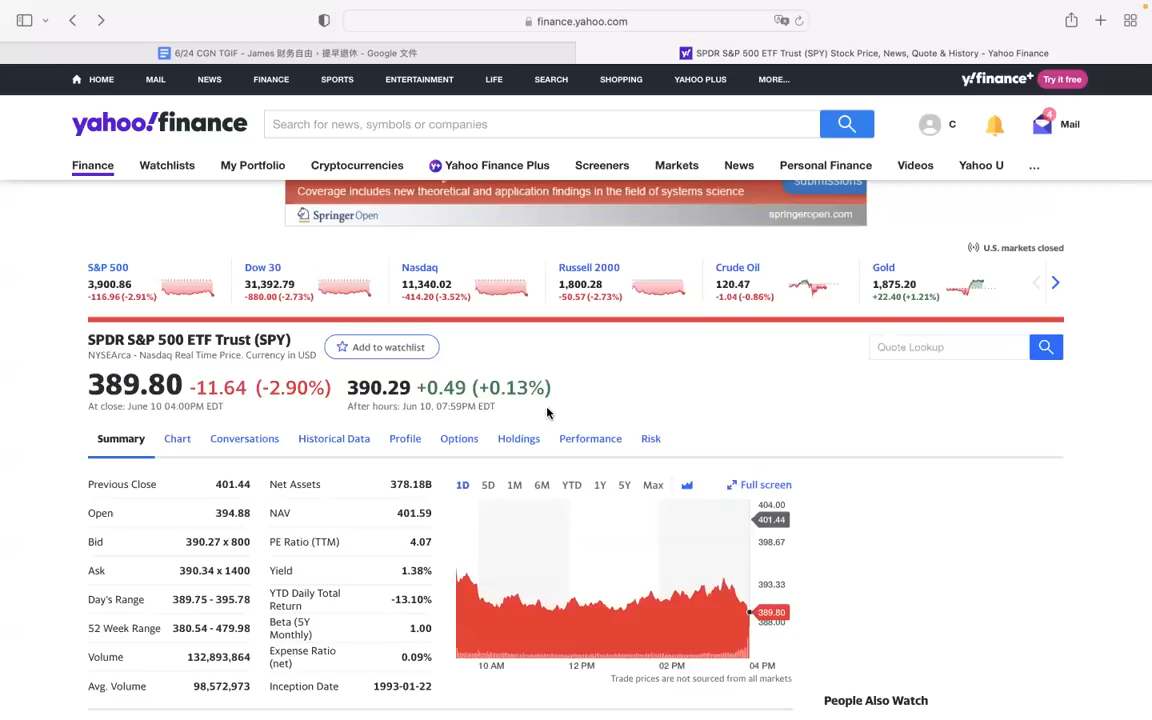 finance.yahoo.com
6/24 CGN TGIF - James 財务自由，提早退休 - Google 文件
SPDR S&P 500 ETF Trust (SPY) Stock Price, News, Quote & History - Yahoo Finance
HOME MAIL NEWS FINANCE SPORTS ENTERTAINMENT LIFE SEARCH SHOPPING YAHOO PLUS MORE...
y!finance+ Try it free
yahoo!finance
Search for news, symbols or companies
C
4
Mail
Finance Watchlists My Portfolio Cryptocurrencies Y+ Yahoo Finance Plus Screeners Markets News Personal Finance Videos Yahoo U ...
Coverage includes new theoretical and application findings in the field of systems science
Submissions
Springer Open
springeropen.com
U.S. markets closed
S&P 500 Dow 30 Nasdaq Russell 2000 Crude Oil Gold
3,900.86 31,392.79 11,340.02 1,800.28 120.47 1,875.20
-116.96 (-2.91%) -880.00 (-2.73%) -414.20 (-3.52%) -50.57 (-2.73%) -1.04 (-0.86%) +22.40 (+1.21%)
SPDR S&P 500 ETF Trust (SPY)
NYSEArca - Nasdaq Real Time Price. Currency in USD
Add to watchlist
Quote Lookup
389.80 -11.64 (-2.90%) 390.29 +0.49 (+0.13%)
At close: June 10 04:00PM EDT After hours: Jun 10, 07:59PM EDT
Summary Chart Conversations Historical Data Profile Options Holdings Performance Risk
Previous Close 401.44
Open 394.88
Bid 390.27 x 800
Ask 390.34 x 1400
Day's Range 389.75 - 395.78
52 Week Range 380.54 - 479.98
Volume 132,893,864
Avg. Volume 98,572,973
Net Assets 378.18B
NAV 401.59
PE Ratio (TTM) 4.07
Yield 1.38%
YTD Daily Total
Return -13.10%
Beta (5Y
Monthly) 1.00
Expense Ratio
(net) 0.09%
Inception Date 1993-01-22
1D 5D 1M 6M YTD 1Y 5Y Max Full screen
404.00
401.44
398.67
393.33
389.80
388.00
10 AM 12 PM 02 PM 04 PM
Trade prices are not sourced from all markets
People Also Watch